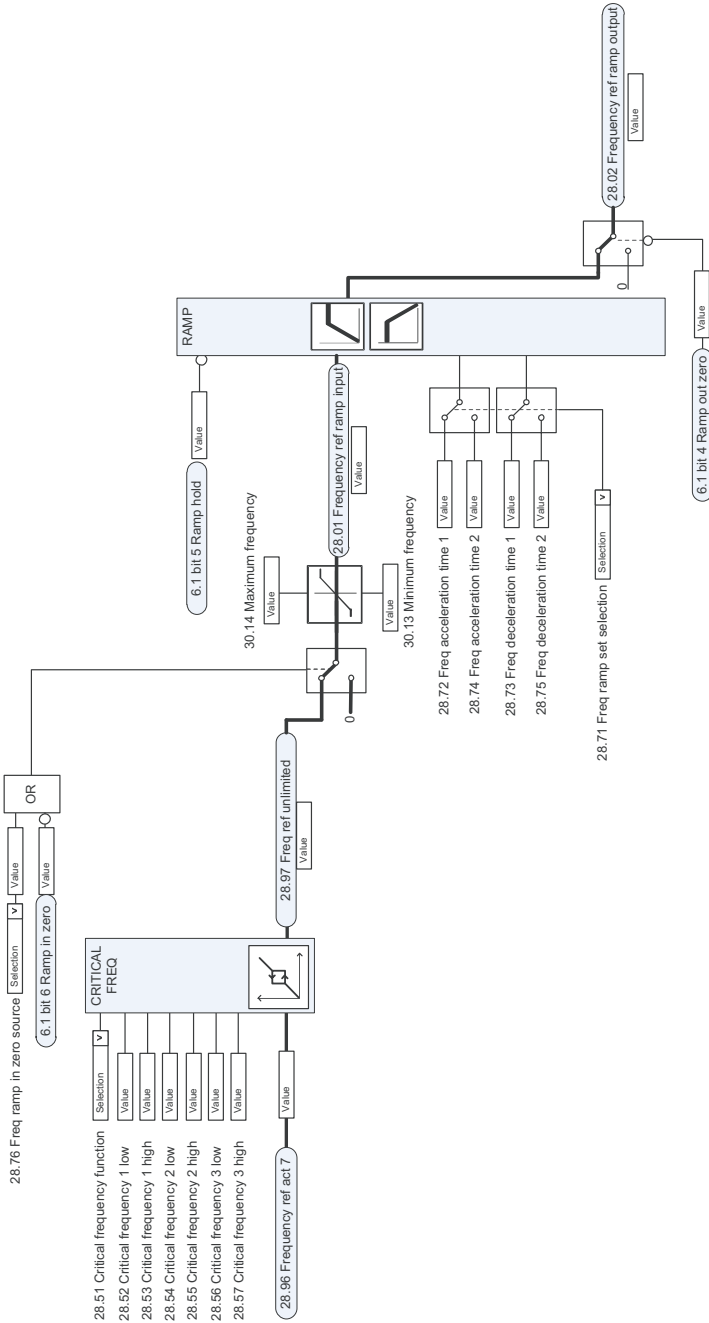 28.76 Freq ramp in zero source
Selection
v
Value
6.1 bit 6 Ramp in zero
Value
OR
28.51 Critical frequency function
Selection
v
28.52 Critical frequency 1 low
Value
28.53 Critical frequency 1 high
Value
28.54 Critical frequency 2 low
Value
28.55 Critical frequency 2 high
Value
28.56 Critical frequency 3 low
Value
28.57 Critical frequency 3 high
Value
CRITICAL
FREQ
28.96 Frequency ref act 7
Value
28.97 Freq ref unlimited
Value
0
30.14 Maximum frequency
Value
30.13 Minimum frequency
Value
28.01 Frequency ref ramp input
Value
6.1 bit 5 Ramp hold
Value
RAMP
28.72 Freq acceleration time 1
Value
28.74 Freq acceleration time 2
Value
28.73 Freq deceleration time 1
Value
28.75 Freq deceleration time 2
Value
28.71 Freq ramp set selection
Selection
v
0
28.02 Frequency ref ramp output
Value
6.1 bit 4 Ramp out zero
Value